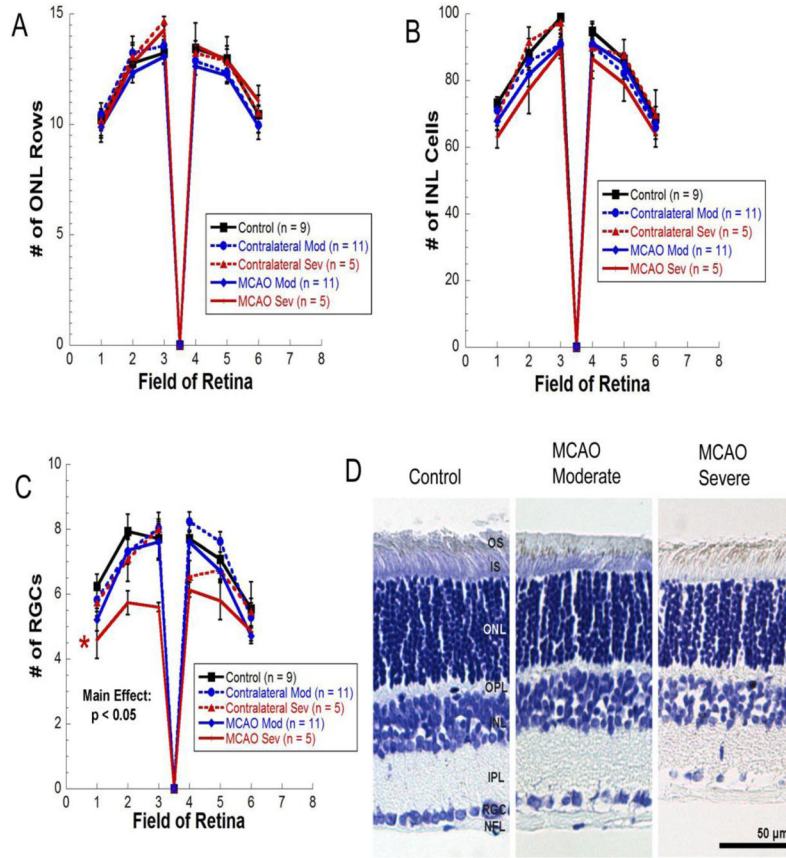 A
# of ONL Rows
15
10
5
0
0 1 2 3 4 5 6 7 8
Field of Retina
Control (n = 9)
Contralateral Mod (n = 11)
Contralateral Sev (n = 5)
MCAO Mod (n = 11)
MCAO Sev (n = 5)
B
# of INL Cells
100
80
60
40
20
0
0 1 2 3 4 5 6 7 8
Field of Retina
Control (n = 9)
Contralateral Mod (n = 11)
Contralateral Sev (n = 5)
MCAO Mod (n = 11)
MCAO Sev (n = 5)
C
# of RGCs
10
8
6
4
2
0
0 1 2 3 4 5 6 7 8
Field of Retina
*
Main Effect:
p < 0.05
Control (n = 9)
Contralateral Mod (n = 11)
Contralateral Sev (n = 5)
MCAO Mod (n = 11)
MCAO Sev (n = 5)
D
Control
MCAO
Moderate
MCAO
Severe
OS
IS
ONL
OPL
INL
IPL
RGC
NFL
50 µm